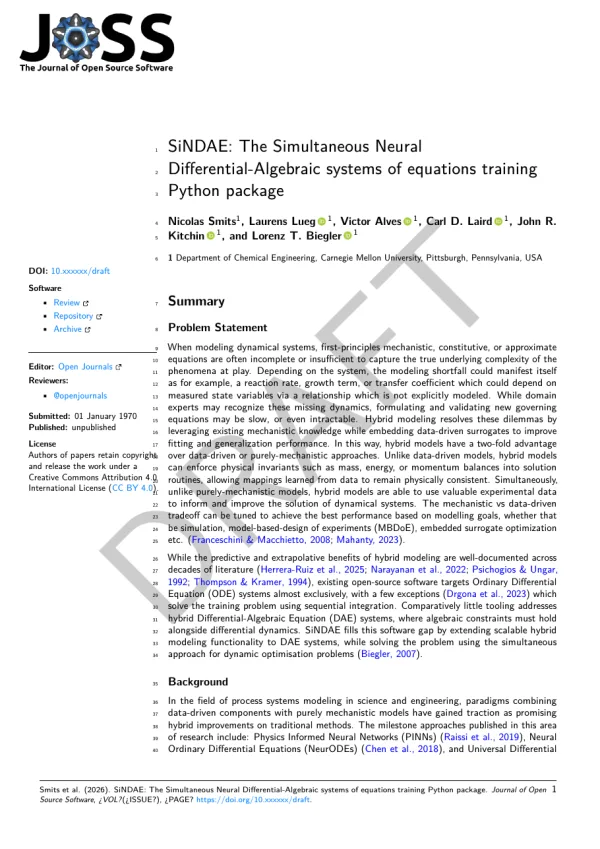 JOSS
The Journal of Open Source Software
1 SiNDAE: The Simultaneous Neural
2 Differential-Algebraic systems of equations training
3 Python package
4 Nicolas Smits1, Laurens Lueg 1, Victor Alves 1, Carl D. Laird 1, John R.
5 Kitchin 1, and Lorenz T. Biegler 1
6 1 Department of Chemical Engineering, Carnegie Mellon University, Pittsburgh, Pennsylvania, USA
DOI: 10.xxxxxx/draft
Software
• Review
• Repository
• Archive
Editor: Open Journals
Reviewers:
• @openjournals
Submitted: 01 January 1970
Published: unpublished
License
Authors of papers retain copyright
and release the work under a
Creative Commons Attribution 4.0
International License (CC BY 4.0)
7 Summary
8 Problem Statement
9 When modeling dynamical systems, first-principles mechanistic, constitutive, or approximate
10 equations are often incomplete or insufficient to capture the true underlying complexity of the
11 phenomena at play. Depending on the system, the modeling shortfall could manifest itself
12 as for example, a reaction rate, growth term, or transfer coefficient which could depend on
13 measured state variables via a relationship which is not explicitly modeled. While domain
14 experts may recognize these missing dynamics, formulating and validating new governing
15 equations may be slow, or even intractable. Hybrid modeling resolves these dilemmas by
16 leveraging existing mechanistic knowledge while embedding data-driven surrogates to improve
17 fitting and generalization performance. In this way, hybrid models have a two-fold advantage
18 over data-driven or purely-mechanistic approaches. Unlike data-driven models, hybrid models
19 can enforce physical invariants such as mass, energy, or momentum balances into solution
20 routines, allowing mappings learned from data to remain physically consistent. Simultaneously,
21 unlike purely-mechanistic models, hybrid models are able to use valuable experimental data
22 to inform and improve the solution of dynamical systems. The mechanistic vs data-driven
23 tradeoff can be tuned to achieve the best performance based on modelling goals, whether that
24 be simulation, model-based-design of experiments (MBDoE), embedded surrogate optimization
25 etc. (Franceschini & Macchietto, 2008; Mahanty, 2023).
26 While the predictive and extrapolative benefits of hybrid modeling are well-documented across
27 decades of literature (Herrera-Ruiz et al., 2025; Narayanan et al., 2022; Psichogios & Ungar,
28 1992; Thompson & Kramer, 1994), existing open-source software targets Ordinary Differential
29 Equation (ODE) systems almost exclusively, with a few exceptions (Drgona et al., 2023) which
30 solve the training problem using sequential integration. Comparatively little tooling addresses
31 hybrid Differential-Algebraic Equation (DAE) systems, where algebraic constraints must hold
32 alongside differential dynamics. SiNDAE fills this software gap by extending scalable hybrid
33 modeling functionality to DAE systems, while solving the problem using the simultaneous
34 approach for dynamic optimisation problems (Biegler, 2007).
35 Background
36 In the field of process systems modeling in science and engineering, paradigms combining
37 data-driven components with purely mechanistic models have gained traction as promising
38 hybrid improvements on traditional methods. The milestone approaches published in this area
39 of research include: Physics Informed Neural Networks (PINNs) (Raissi et al., 2019), Neural
40 Ordinary Differential Equations (NeurODEs) (Chen et al., 2018), and Universal Differential
DRAFT
Smits et al. (2026). SiNDAE: The Simultaneous Neural Differential-Algebraic systems of equations training Python package. Journal of Open 1
Source Software, ¿VOL?(¿ISSUE?), ¿PAGE? https://doi.org/10.xxxxxx/draft.